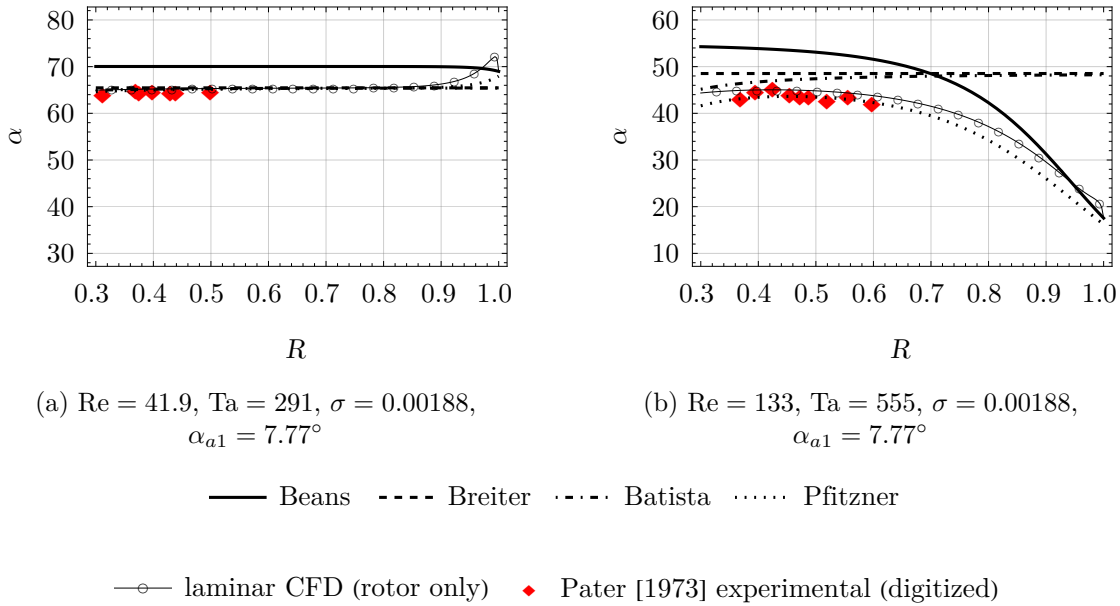 80
70
60
50
40
30
α
0.3 0.4 0.5 0.6 0.7 0.8 0.9 1.0
R
(a) Re = 41.9, Ta = 291, σ = 0.00188,
α_{a1} = 7.77°
60
50
40
30
20
10
α
0.3 0.4 0.5 0.6 0.7 0.8 0.9 1.0
R
(b) Re = 133, Ta = 555, σ = 0.00188,
α_{a1} = 7.77°
Beans Breiter Batista Pfitzner
laminar CFD (rotor only) Pater [1973] experimental (digitized)